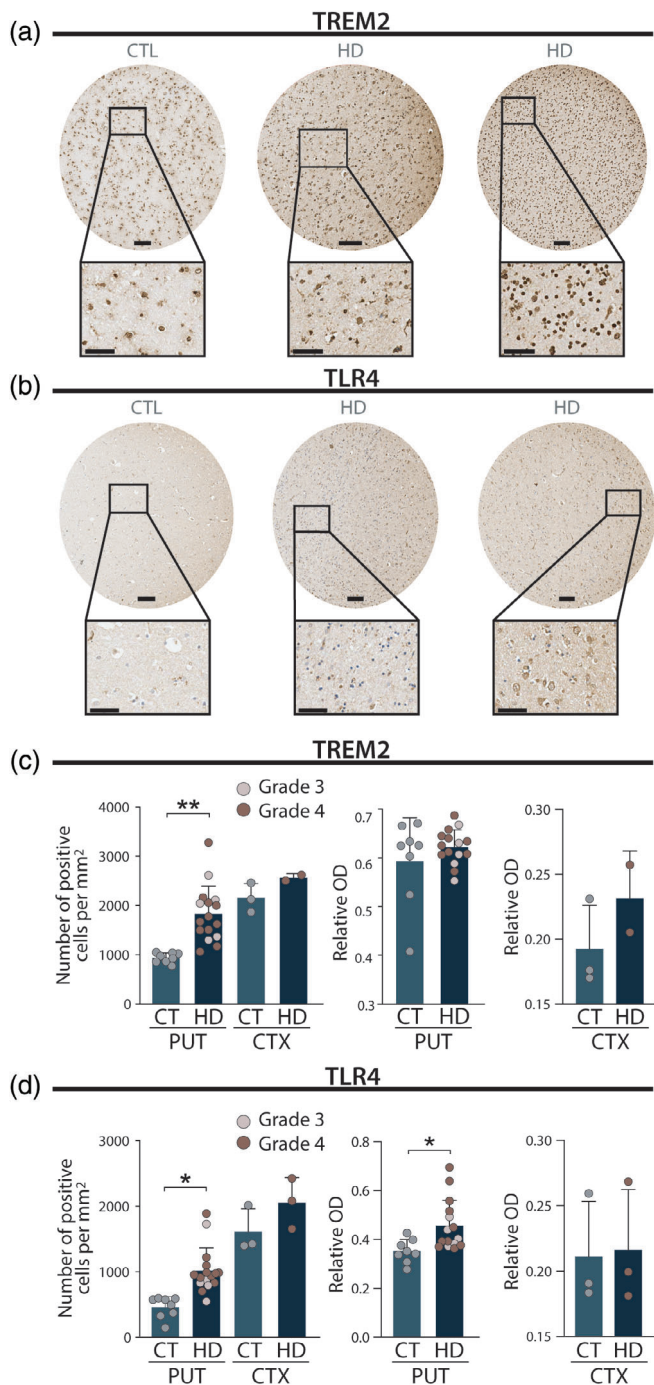 (a)
TREM2
CTL HD HD
(b)
TLR4
CTL HD HD
(c)
TREM2
Grade 3
Grade 4
Number of positive
cells per mm²
4000
3000
2000
1000
0
**
CT HD CT HD
PUT CTX
Relative OD
0.7
0.6
0.5
0.4
0.3
CT HD
PUT
Relative OD
0.30
0.25
0.20
0.15
CT HD
CTX
(d)
TLR4
Grade 3
Grade 4
Number of positive
cells per mm²
3000
2000
1000
0
*
CT HD CT HD
PUT CTX
Relative OD
0.8
0.6
0.4
0.2
0
*
CT HD
PUT
Relative OD
0.30
0.25
0.20
0.15
CT HD
CTX